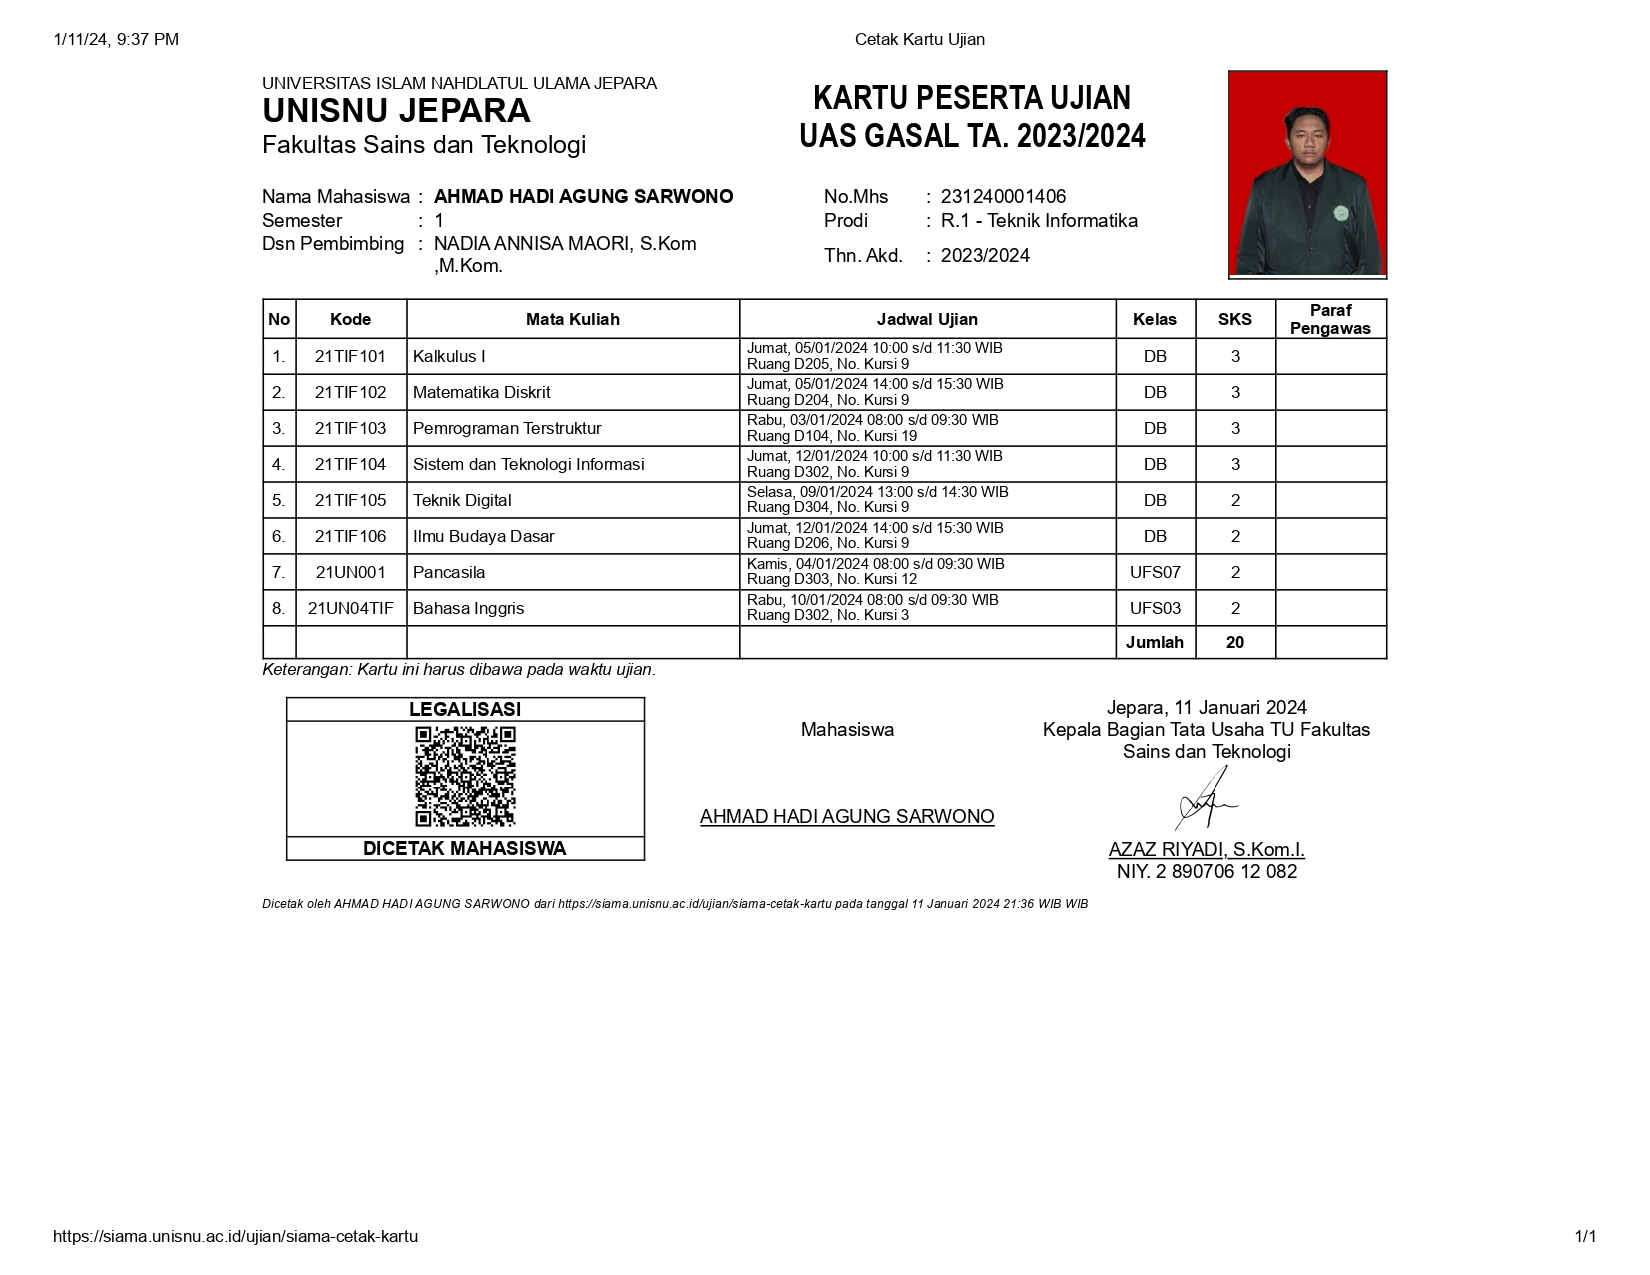 1/11/24, 9:37 PM
Cetak Kartu Ujian
UNIVERSITAS ISLAM NAHDLATUL ULAMA JEPARA
UNISNU JEPARA
Fakultas Sains dan Teknologi
KARTU PESERTA UJIAN
UAS GASAL TA. 2023/2024
Nama Mahasiswa : AHMAD HADI AGUNG SARWONO
Semester : 1
Dsn Pembimbing : NADIA ANNISA MAORI, S.Kom
,M.Kom.
No.Mhs : 231240001406
Prodi : R.1 - Teknik Informatika
Thn. Akd. : 2023/2024
No Kode Mata Kuliah Jadwal Ujian Kelas SKS Paraf
Pengawas
1. 21TIF101 Kalkulus I Jumat, 05/01/2024 10:00 s/d 11:30 WIB
Ruang D205, No. Kursi 9 DB 3
2. 21TIF102 Matematika Diskrit Jumat, 05/01/2024 14:00 s/d 15:30 WIB
Ruang D204, No. Kursi 9 DB 3
3. 21TIF103 Pemrograman Terstruktur Rabu, 03/01/2024 08:00 s/d 09:30 WIB
Ruang D104, No. Kursi 19 DB 3
4. 21TIF104 Sistem dan Teknologi Informasi Jumat, 12/01/2024 10:00 s/d 11:30 WIB
Ruang D302, No. Kursi 9 DB 3
5. 21TIF105 Teknik Digital Selasa, 09/01/2024 13:00 s/d 14:30 WIB
Ruang D304, No. Kursi 9 DB 2
6. 21TIF106 Ilmu Budaya Dasar Jumat, 12/01/2024 14:00 s/d 15:30 WIB
Ruang D206, No. Kursi 9 DB 2
7. 21UN001 Pancasila Kamis, 04/01/2024 08:00 s/d 09:30 WIB
Ruang D303, No. Kursi 12 UFS07 2
8. 21UN04TIF Bahasa Inggris Rabu, 10/01/2024 08:00 s/d 09:30 WIB
Ruang D302, No. Kursi 3 UFS03 2
Jumlah 20
Keterangan: Kartu ini harus dibawa pada waktu ujian.
LEGALISASI
DICETAK MAHASISWA
Mahasiswa
AHMAD HADI AGUNG SARWONO
Jepara, 11 Januari 2024
Kepala Bagian Tata Usaha TU Fakultas
Sains dan Teknologi
AZAZ RIYADI, S.Kom.I.
NIY. 2 890706 12 082
Dicetak oleh AHMAD HADI AGUNG SARWONO dari https://siama.unisnu.ac.id/ujian/siama-cetak-kartu pada tanggal 11 Januari 2024 21:36 WIB WIB
https://siama.unisnu.ac.id/ujian/siama-cetak-kartu
1/1